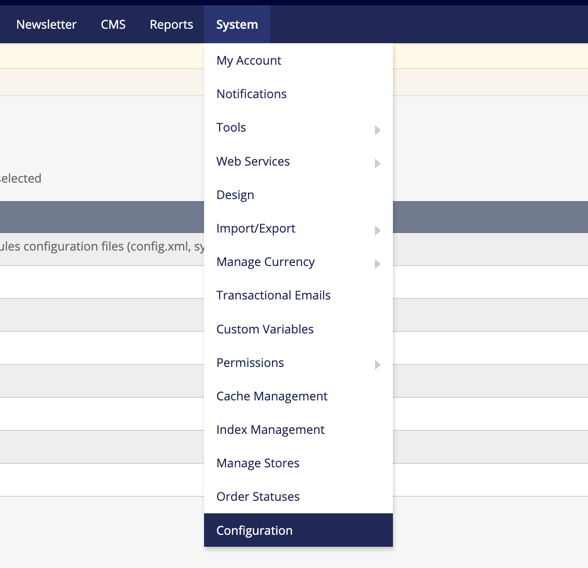 Newsletter CMS Reports System
My Account
Notifications
Tools
Web Services
selected
Design
Import/Export
ules configuration files (config.xml, sy
Manage Currency
Transactional Emails
Custom Variables
Permissions
Cache Management
Index Management
Manage Stores
Order Statuses
Configuration